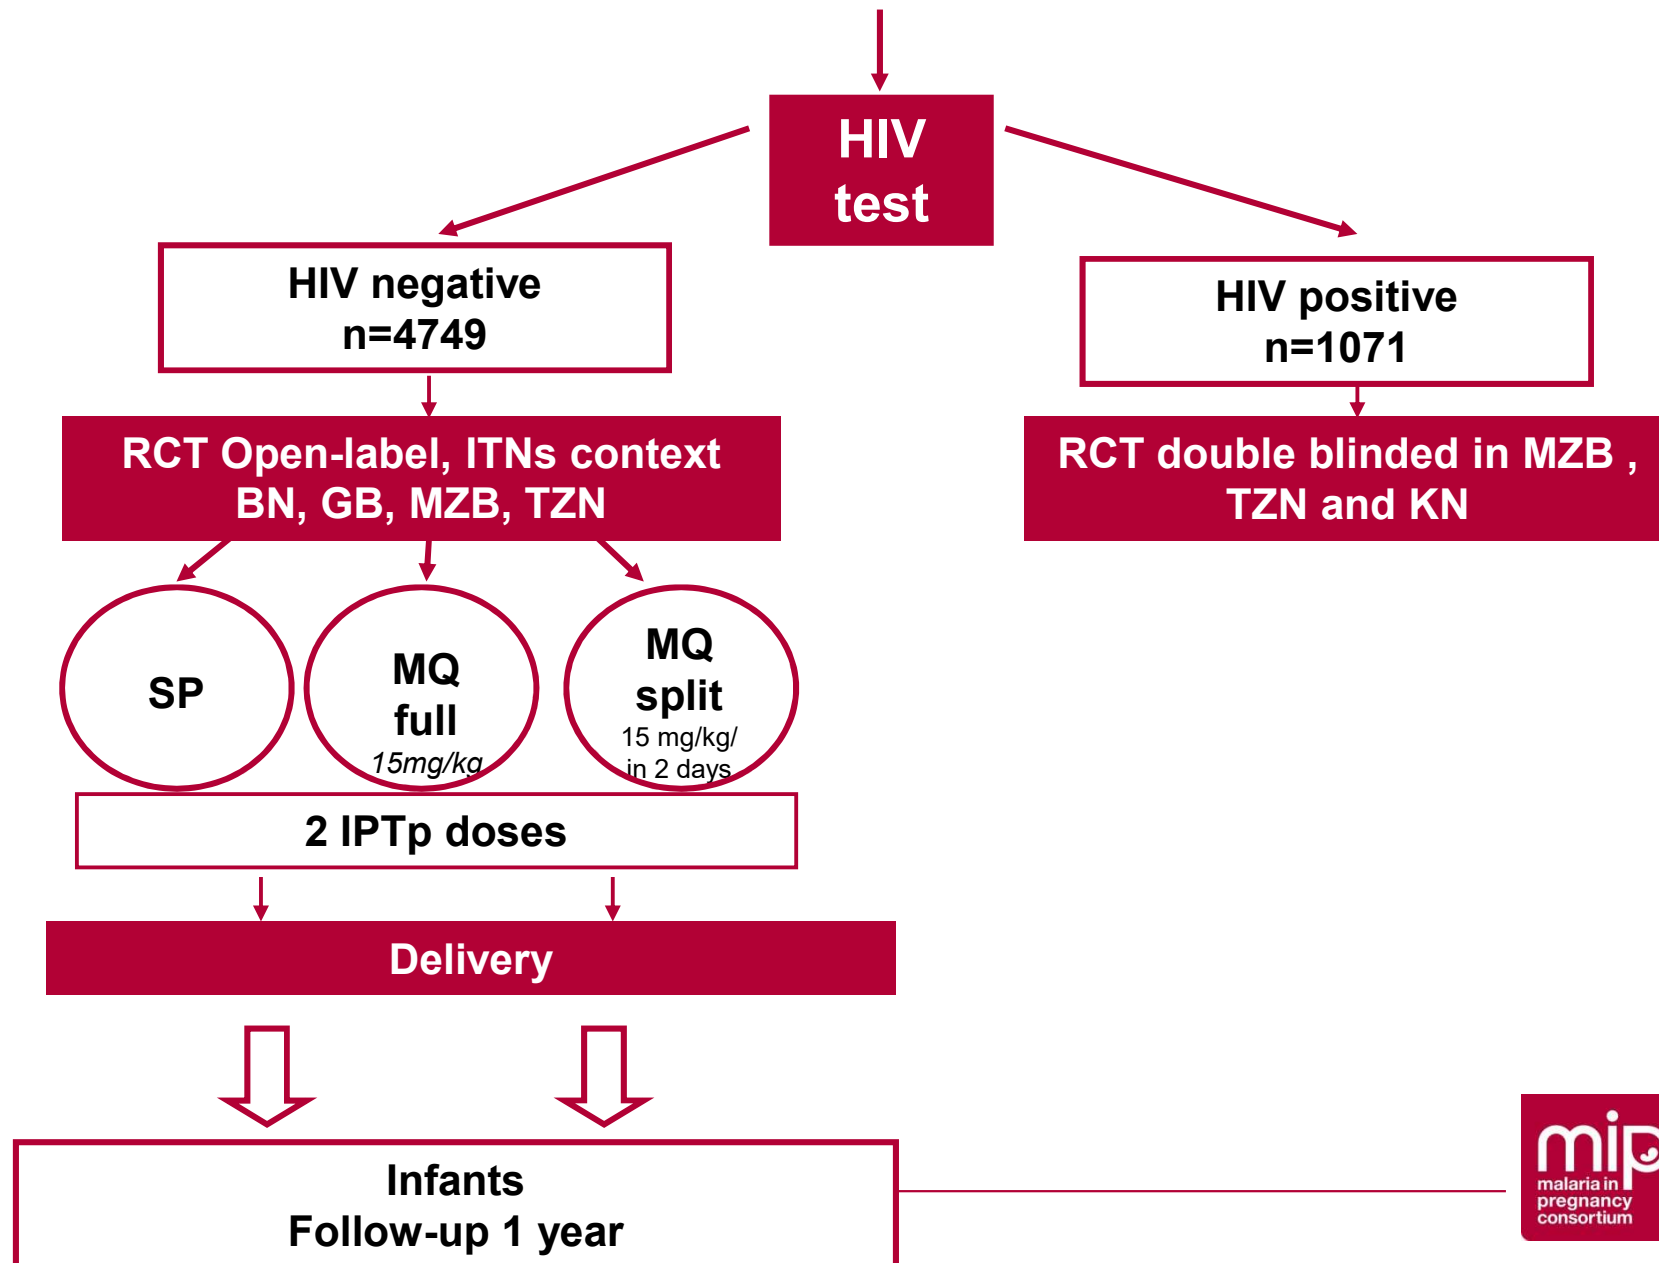 HIV
test
HIV negative
n=4749
HIV positive
n=1071
RCT Open-label, ITNs context
BN, GB, MZB, TZN
RCT double blinded in MZB ,
TZN and KN
SP
MQ
full
15mg/kg
MQ
split
15 mg/kg/
in 2 days
2 IPTp doses
Delivery
Infants
Follow-up 1 year
mip
malaria in
pregnancy
consortium